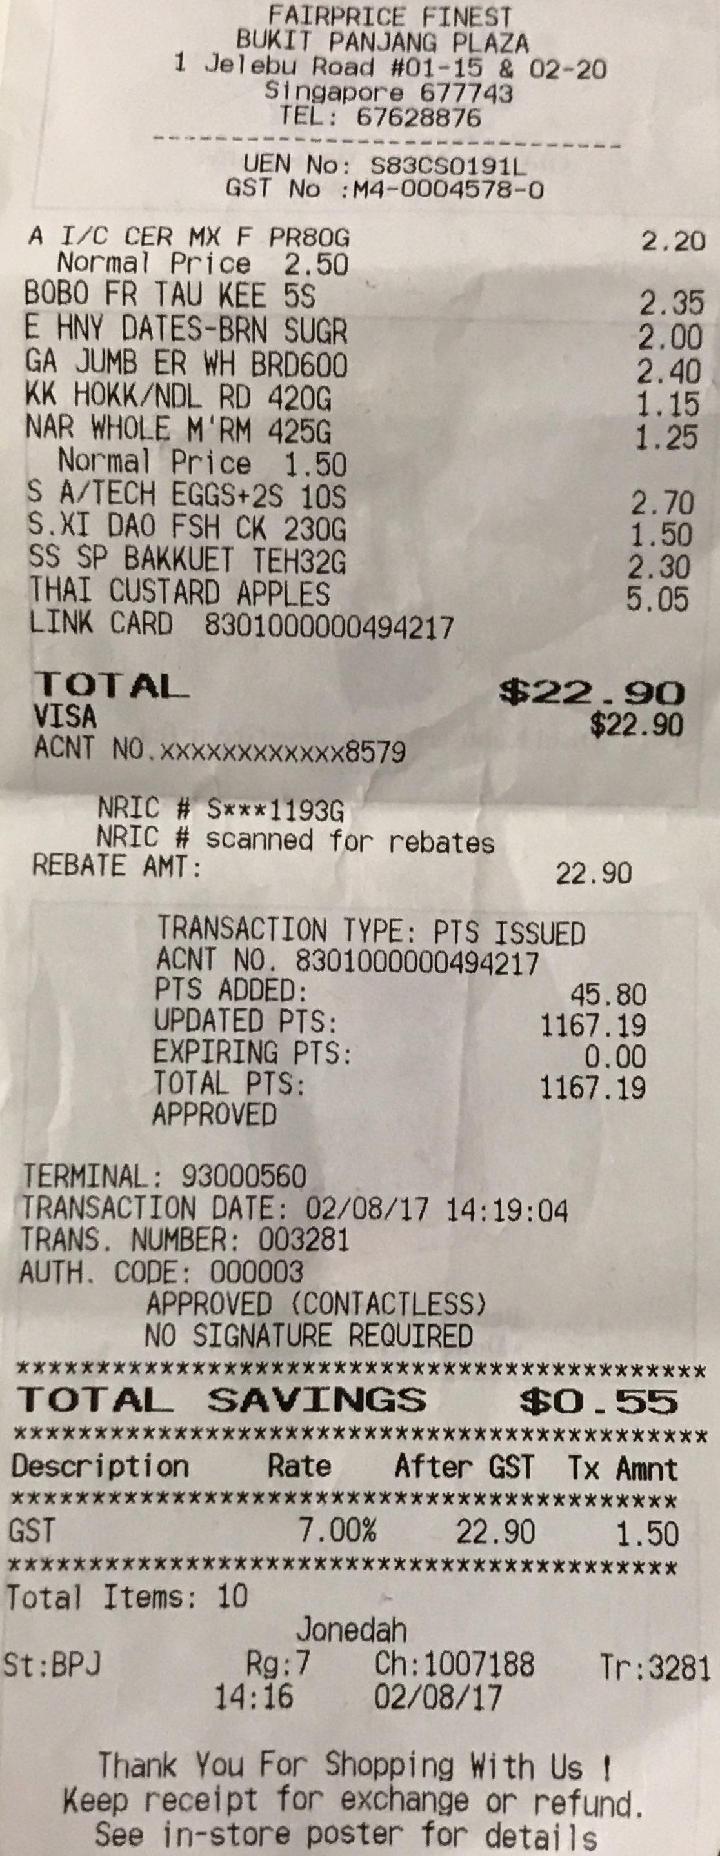 FAIRPRICE FINEST
BUKIT PANJANG PLAZA
1 Jelebu Road #01-15 & 02-20
Singapore 677743
TEL: 67628876
------------------------------
UEN No: S83CS0191L
GST No :M4-0004578-0
A I/C CER MX F PR80G 2.20
Normal Price 2.50
BOBO FR TAU KEE 5S 2.35
E HNY DATES-BRN SUGR 2.00
GA JUMB ER WH BRD600 2.40
KK HOKK/NDL RD 420G 1.15
NAR WHOLE M'RM 425G 1.25
Normal Price 1.50
S A/TECH EGGS+2S 10S 2.70
S.XI DAO FSH CK 230G 1.50
SS SP BAKKUET TEH32G 2.30
THAI CUSTARD APPLES 5.05
LINK CARD 8301000000494217
TOTAL $22.90
VISA $22.90
ACNT NO.xxxxxxxxxxxx8579
NRIC # S***1193G
NRIC # scanned for rebates
REBATE AMT: 22.90
TRANSACTION TYPE: PTS ISSUED
ACNT NO. 8301000000494217
PTS ADDED: 45.80
UPDATED PTS: 1167.19
EXPIRING PTS: 0.00
TOTAL PTS: 1167.19
APPROVED
TERMINAL: 93000560
TRANSACTION DATE: 02/08/17 14:19:04
TRANS. NUMBER: 003281
AUTH. CODE: 000003
APPROVED (CONTACTLESS)
NO SIGNATURE REQUIRED
********************************************
TOTAL SAVINGS $0.55
********************************************
Description Rate After GST Tx Amnt
******************************************
GST 7.00% 22.90 1.50
******************************************
Total Items: 10
Jonedah
St:BPJ Rg:7 Ch:1007188 Tr:3281
14:16 02/08/17
Thank You For Shopping With Us !
Keep receipt for exchange or refund.
See in-store poster for details